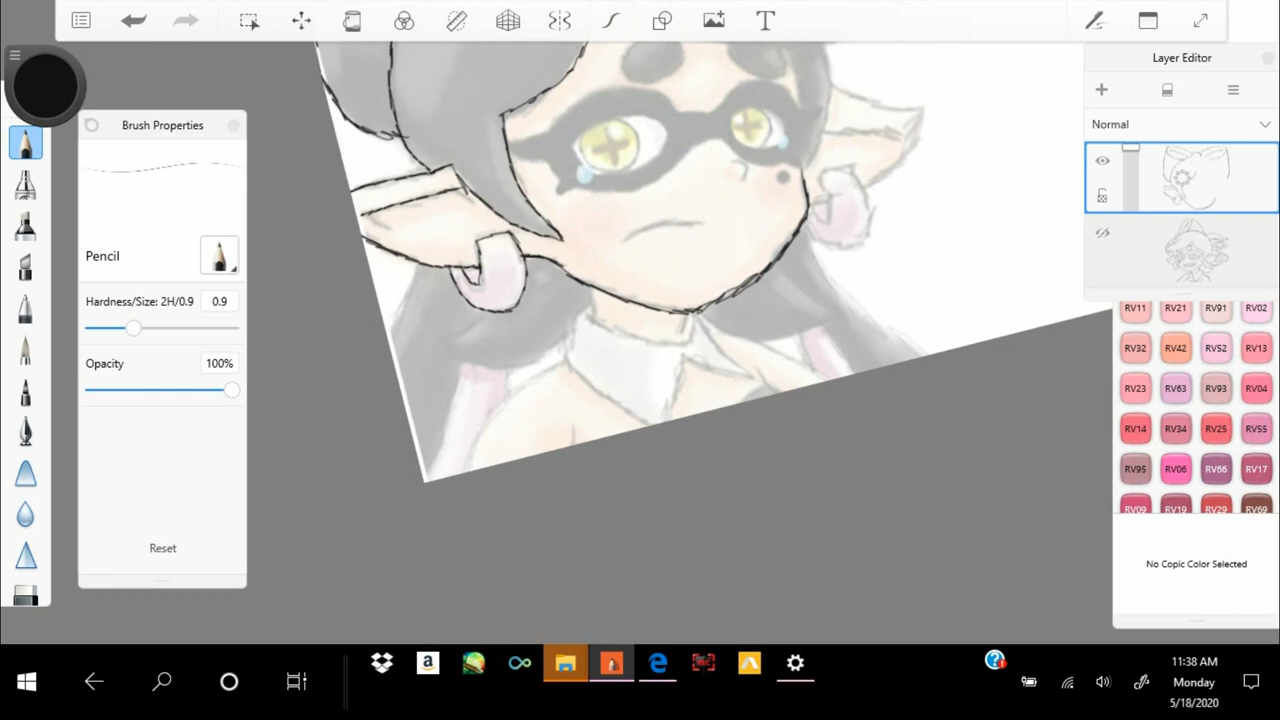 T
Layer Editor
Brush Properties
Normal
Pencil
Hardness/Size: 2H/0.9
0.9
Opacity
100%
Reset
RV11
RV21
RV91
RV02
RV32
RV42
RV52
RV13
RV23
RV63
RV93
RV04
RV14
RV34
RV25
RV55
RV95
RV06
RV66
RV17
RV09
RV19
RV29
RV69
No Copic Color Selected
a
11:38 AM
Monday
5/18/2020